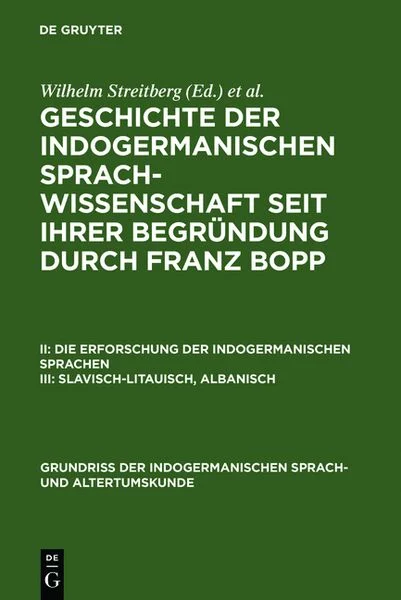 DE GRUYTER
Wilhelm Streitberg (Ed.) et al.
GESCHICHTE DER
INDOGERMANISCHEN
SPRACH-
WISSENSCHAFT SEIT
IHRER BEGRÜNDUNG
DURCH FRANZ BOPP
II: DIE ERFORSCHUNG DER INDOGERMANISCHEN
SPRACHEN
III: SLAVISCH-LITAUISCH, ALBANISCH
GRUNDRISS DER INDOGERMANISCHEN SPRACH-
UND ALTERTUMSKUNDE
DE
G